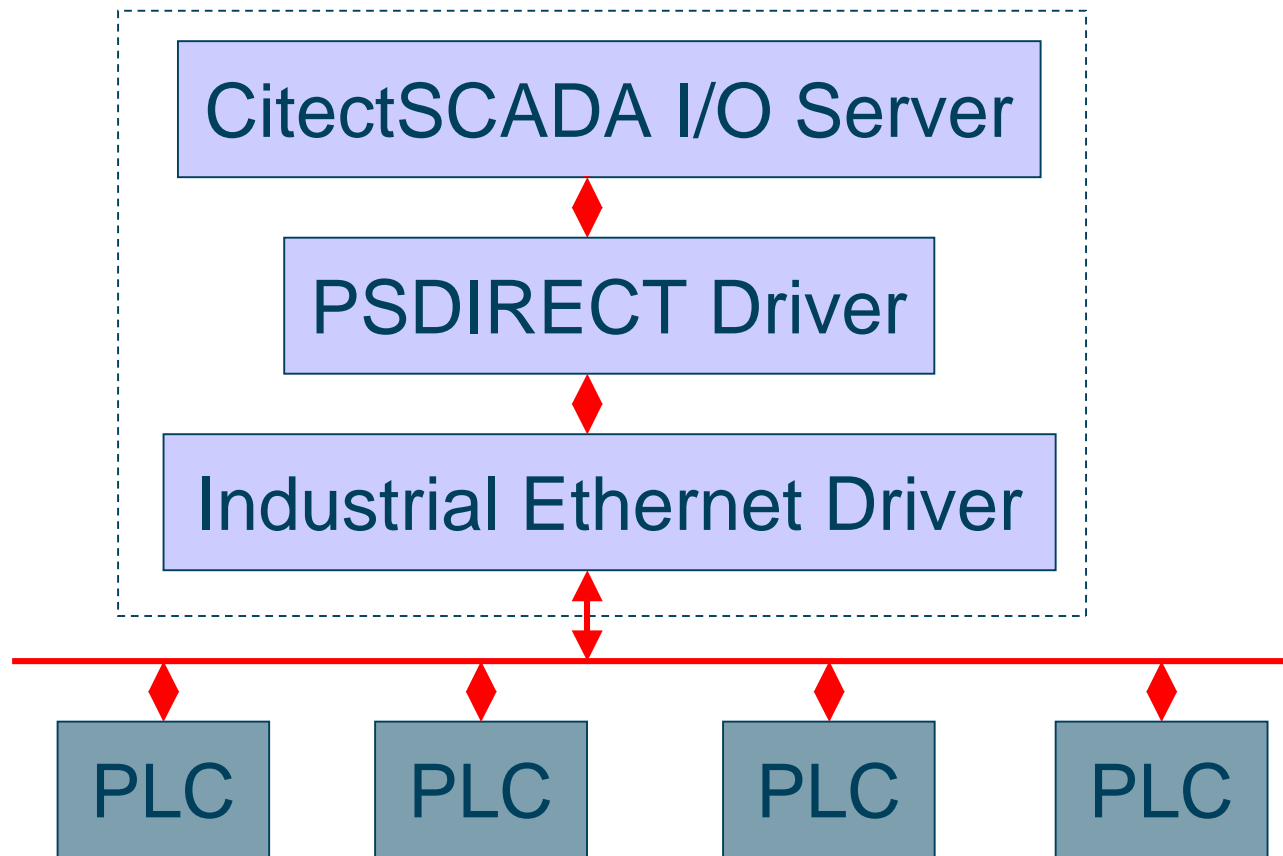 CitectSCADA I/O Server
PSDIRECT Driver
Industrial Ethernet Driver
PLC PLC PLC PLC